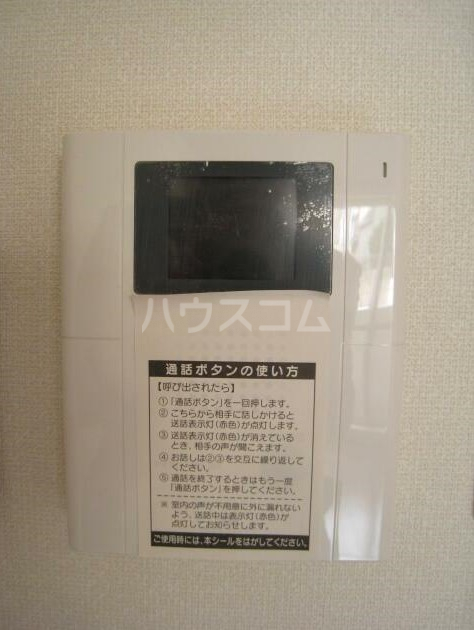 ハウスコム
通話ボタンの使い方
【呼び出されたら】
①「通話ボタン」を一回押します。
②こちらから相手に話しかけると
送話表示灯(赤色)が点灯します。
③送話表示灯(赤色)が消えている
とき、相手の声が聞こえます。
④お話しは②③を交互に繰り返して
ください。
⑤通話を終了するときはもう一度
「通話ボタン」を押してください。
※室内の声が不用意に外に漏れない
よう、送話中は表示灯(赤色)が
点灯してお知らせします。
ご使用時には、本シールをはがしてください。